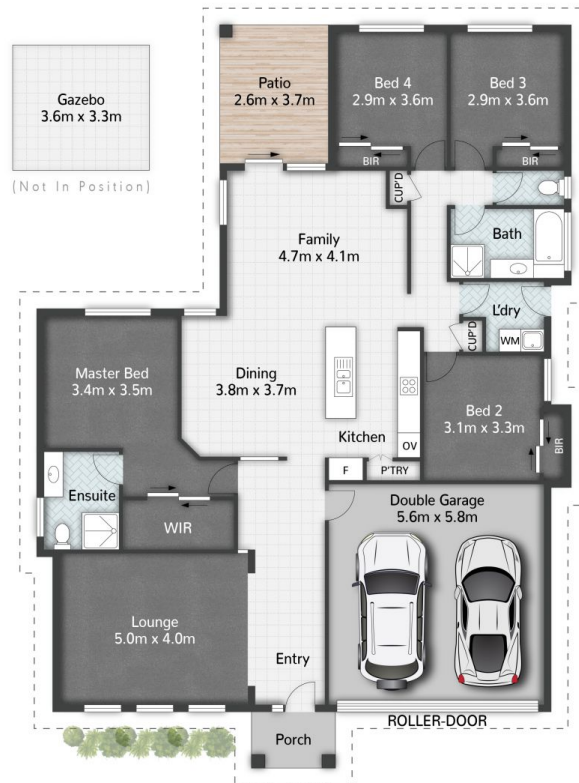 Gazebo
3.6m x 3.3m
(Not In Position)
Patio
2.6m x 3.7m
Bed 4
2.9m x 3.6m
Bed 3
2.9m x 3.6m
BIR
BIR
CUP'D
Family
4.7m x 4.1m
Bath
L'dry
CUP'D
WM
Master Bed
3.4m x 3.5m
Dining
3.8m x 3.7m
Bed 2
3.1m x 3.3m
BIR
Kitchen
OV
F
P'TRY
Ensuite
WIR
Double Garage
5.6m x 5.8m
Lounge
5.0m x 4.0m
Entry
ROLLER-DOOR
Porch